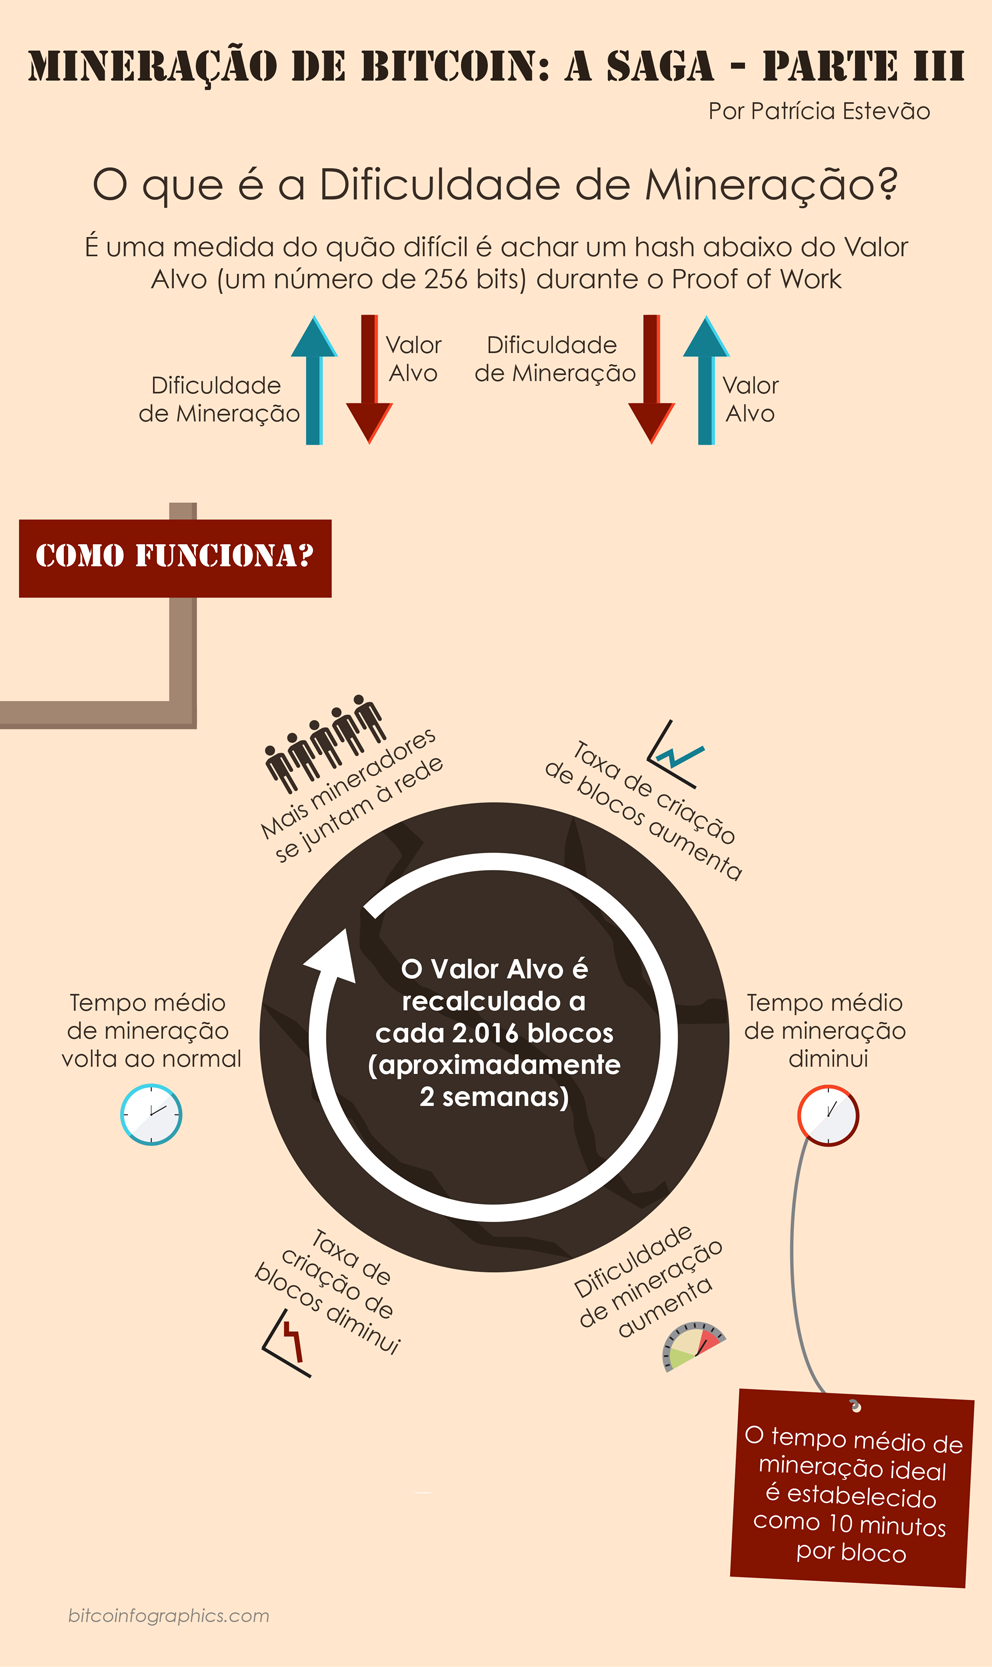 MINERAÇÃO DE BITCOIN: A SAGA - PARTE III
Por Patrícia Estevão
O que é a Dificuldade de Mineração?
É uma medida do quão difícil é achar um hash abaixo do Valor
Alvo (um número de 256 bits) durante o Proof of Work
Dificuldade
de Mineração
Valor
Alvo
Dificuldade
de Mineração
Valor
Alvo
COMO FUNCIONA?
Mais mineradores
se juntam à rede
Taxa de criação
de blocos aumenta
O Valor Alvo é
recalculado a
cada 2.016 blocos
(aproximadamente
2 semanas)
Tempo médio
de mineração
volta ao normal
Tempo médio
de mineração
diminui
Taxa de
criação de
blocos diminui
Dificuldade
de mineração
aumenta
O tempo médio de
mineração ideal
é estabelecido
como 10 minutos
por bloco
bitcoinfographics.com